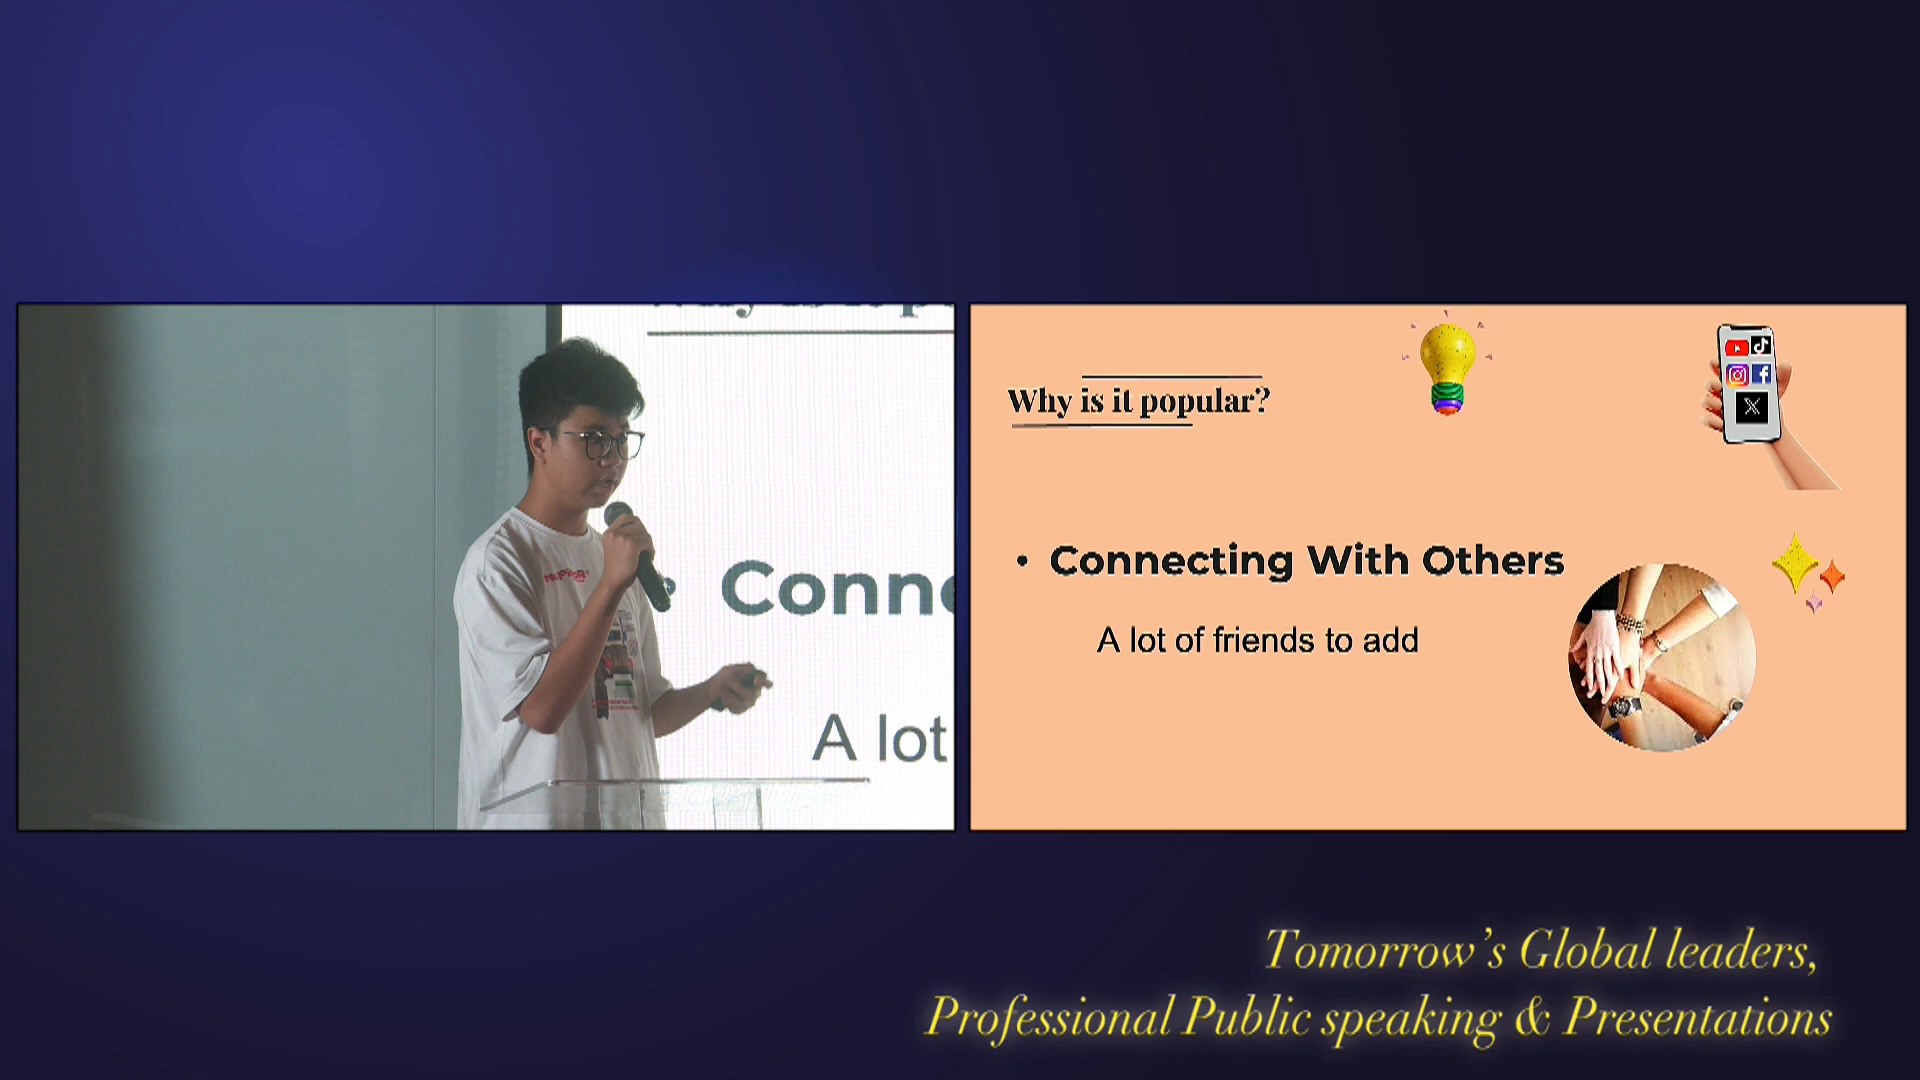 Conne
A lot
Why is it popular?
• Connecting With Others
A lot of friends to add
Tomorrow’s Global leaders,
Professional Public speaking & Presentations